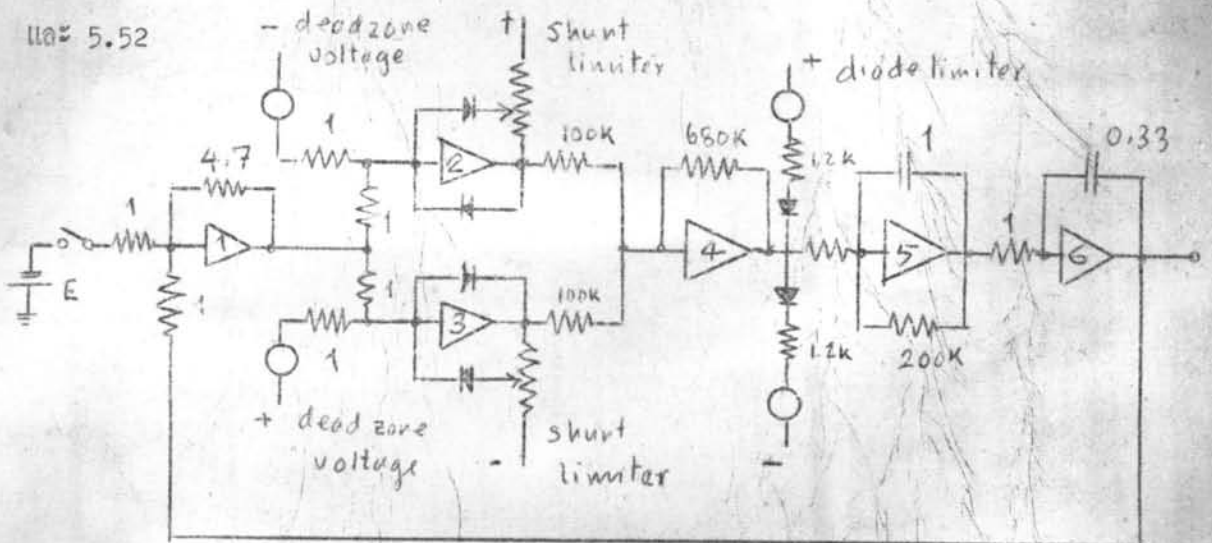 และ 5.52
- dead zone
voltage
+ shunt
limiter
+ diode limiter
1
2
100K
680K
1.2K
1
0.33
4.7
1
1
1
4
5
1
6
E
1
1
3
100K
1.2K
200K
1
+ dead zone
voltage
- shunt
limiter
-